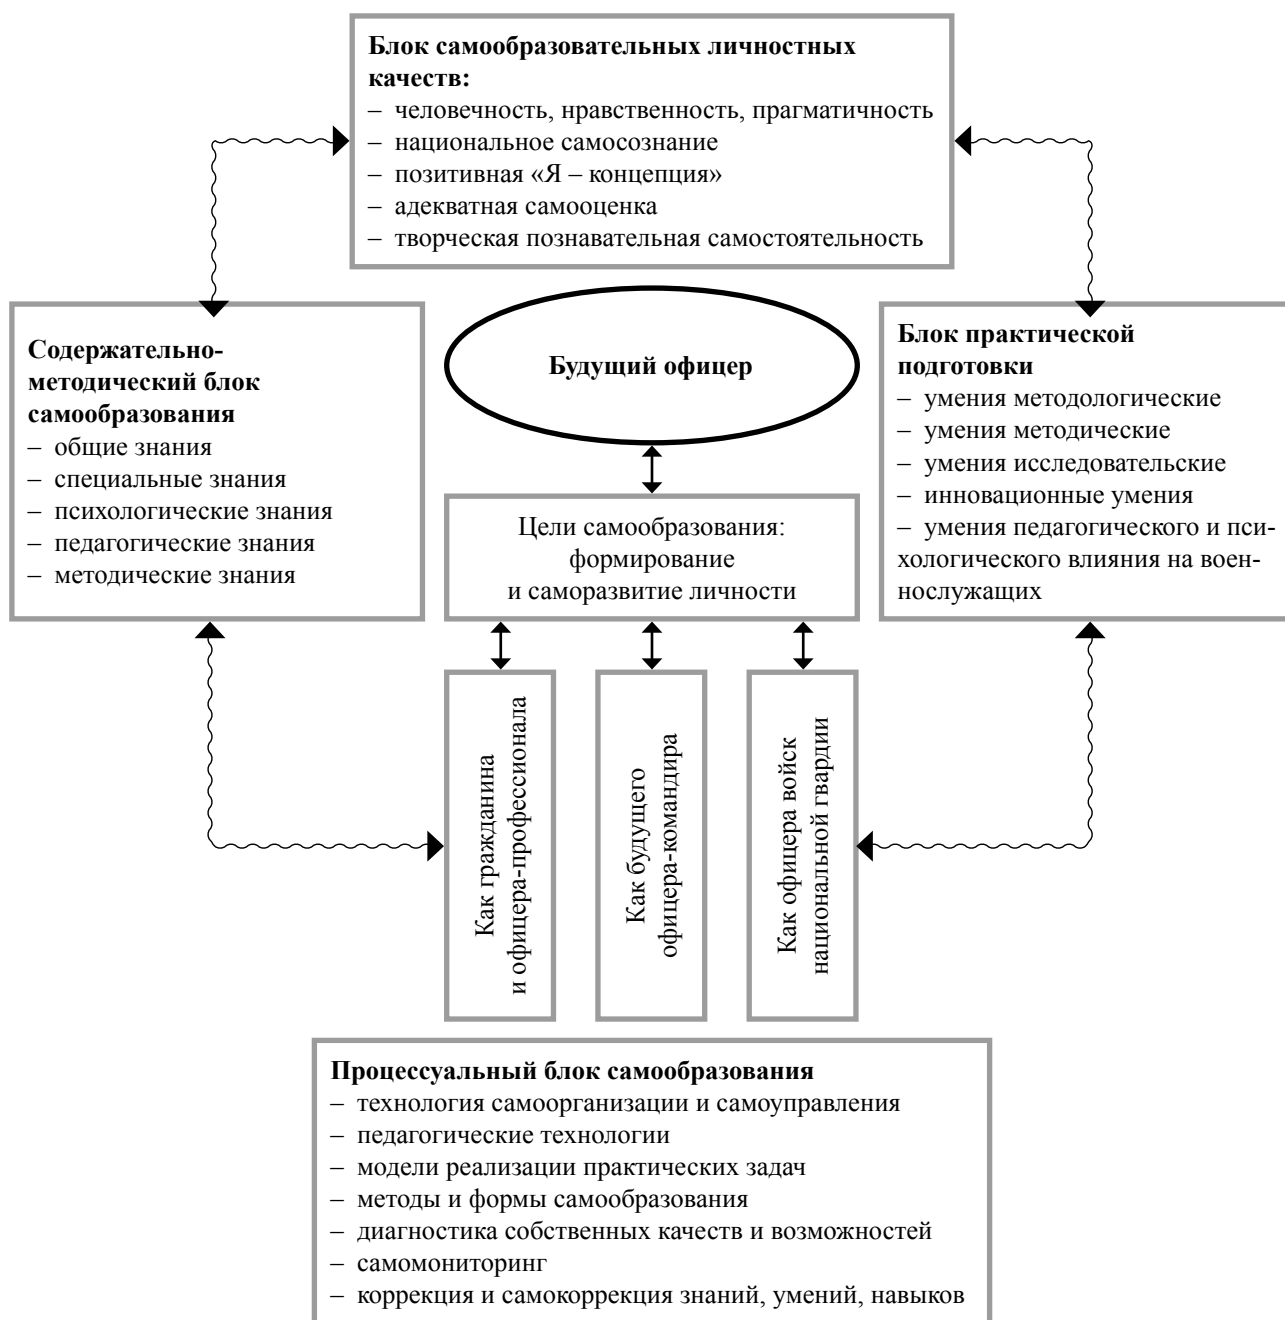 Блок самообразовательных личностных
качеств:
– человечность, нравственность, прагматичность
– национальное самосознание
– позитивная «Я – концепция»
– адекватная самооценка
– творческая познавательная самостоятельность
Содержательно-
методический блок
самообразования
– общие знания
– специальные знания
– психологические знания
– педагогические знания
– методические знания
Будущий офицер
Блок практической
подготовки
– умения методологические
– умения методические
– умения исследовательские
– инновационные умения
– умения педагогического и пси-
хологического влияния на воен-
нослужащих
Цели самообразования:
формирование
и саморазвитие личности
Как гражданина
и офицера-профессионала
Как будущего
офицера-командира
Как офицера войск
национальной гвардии
Процессуальный блок самообразования
– технология самоорганизации и самоуправления
– педагогические технологии
– модели реализации практических задач
– методы и формы самообразования
– диагностика собственных качеств и возможностей
– самомониторинг
– коррекция и самокоррекция знаний, умений, навыков